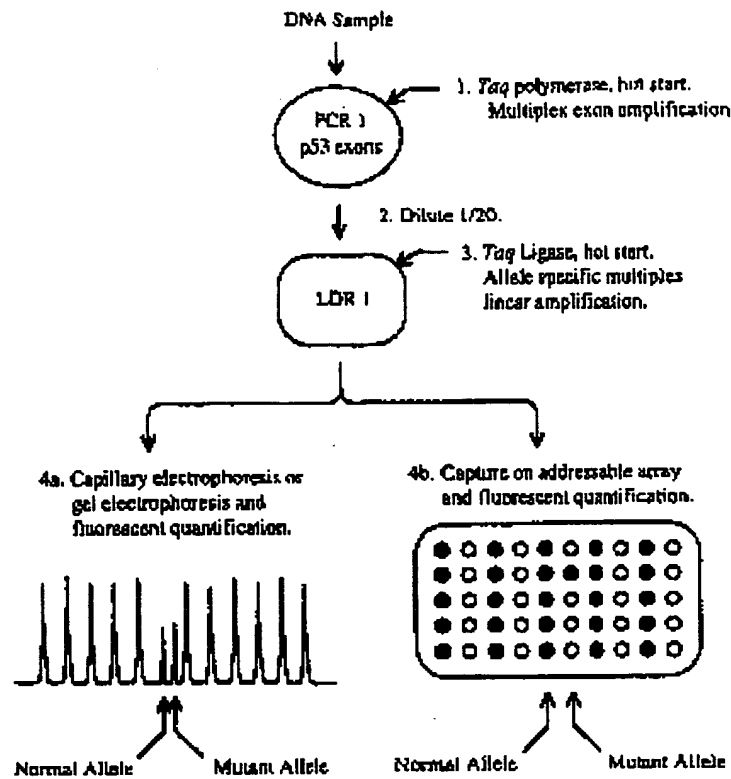 DNA Sample
1. Taq polymerase, hot start.
Multiplex exon amplification
PCR 1
p53 exons
2. Dilute 1/20.
3. Taq Ligase, hot start.
Allele specific multiples
linear amplification.
LDR 1
4a. Capillary electrophoresis or
gel electrophoresis and
fluorescent quantification.
4b. Capture on addressable array
and fluorescent quantification.
Normal Allele
Mutant Allele
Normal Allele
Mutant Allele